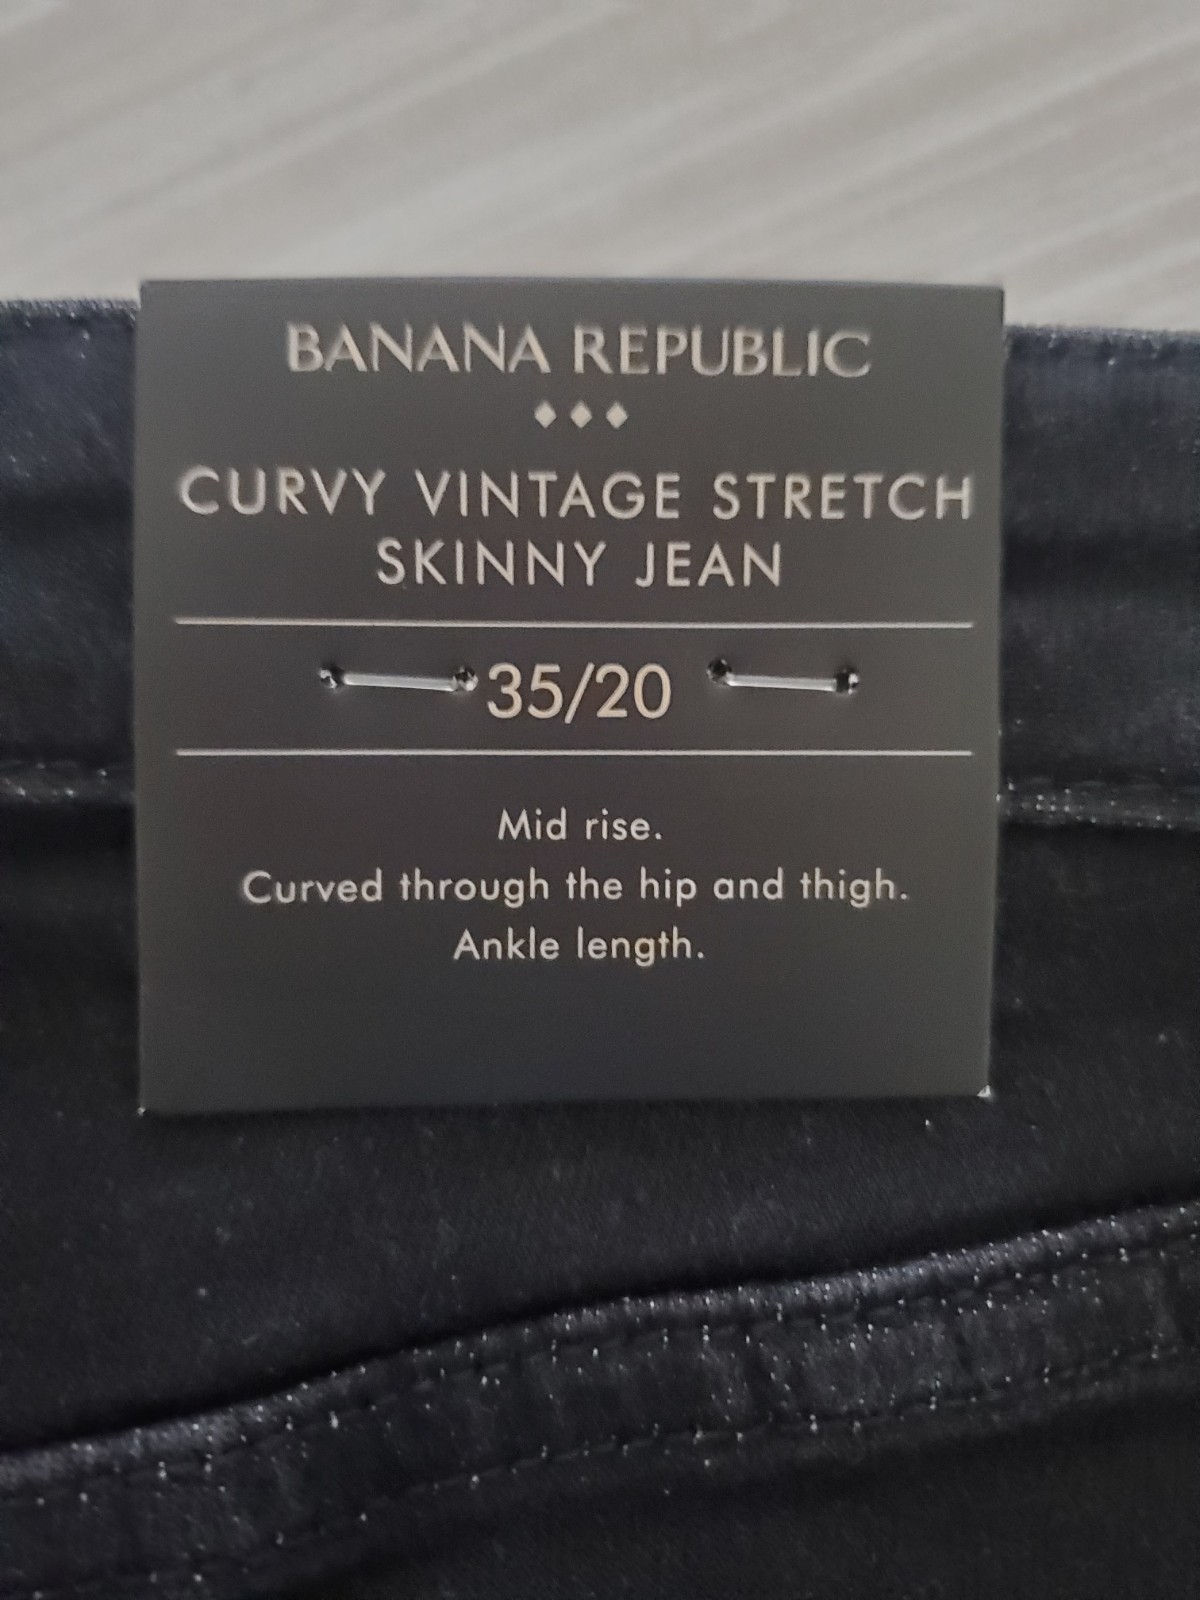 BANANA REPUBLIC
CURVY VINTAGE STRETCH
SKINNY JEAN
35/20
Mid rise.
Curved through the hip and thigh.
Ankle length.